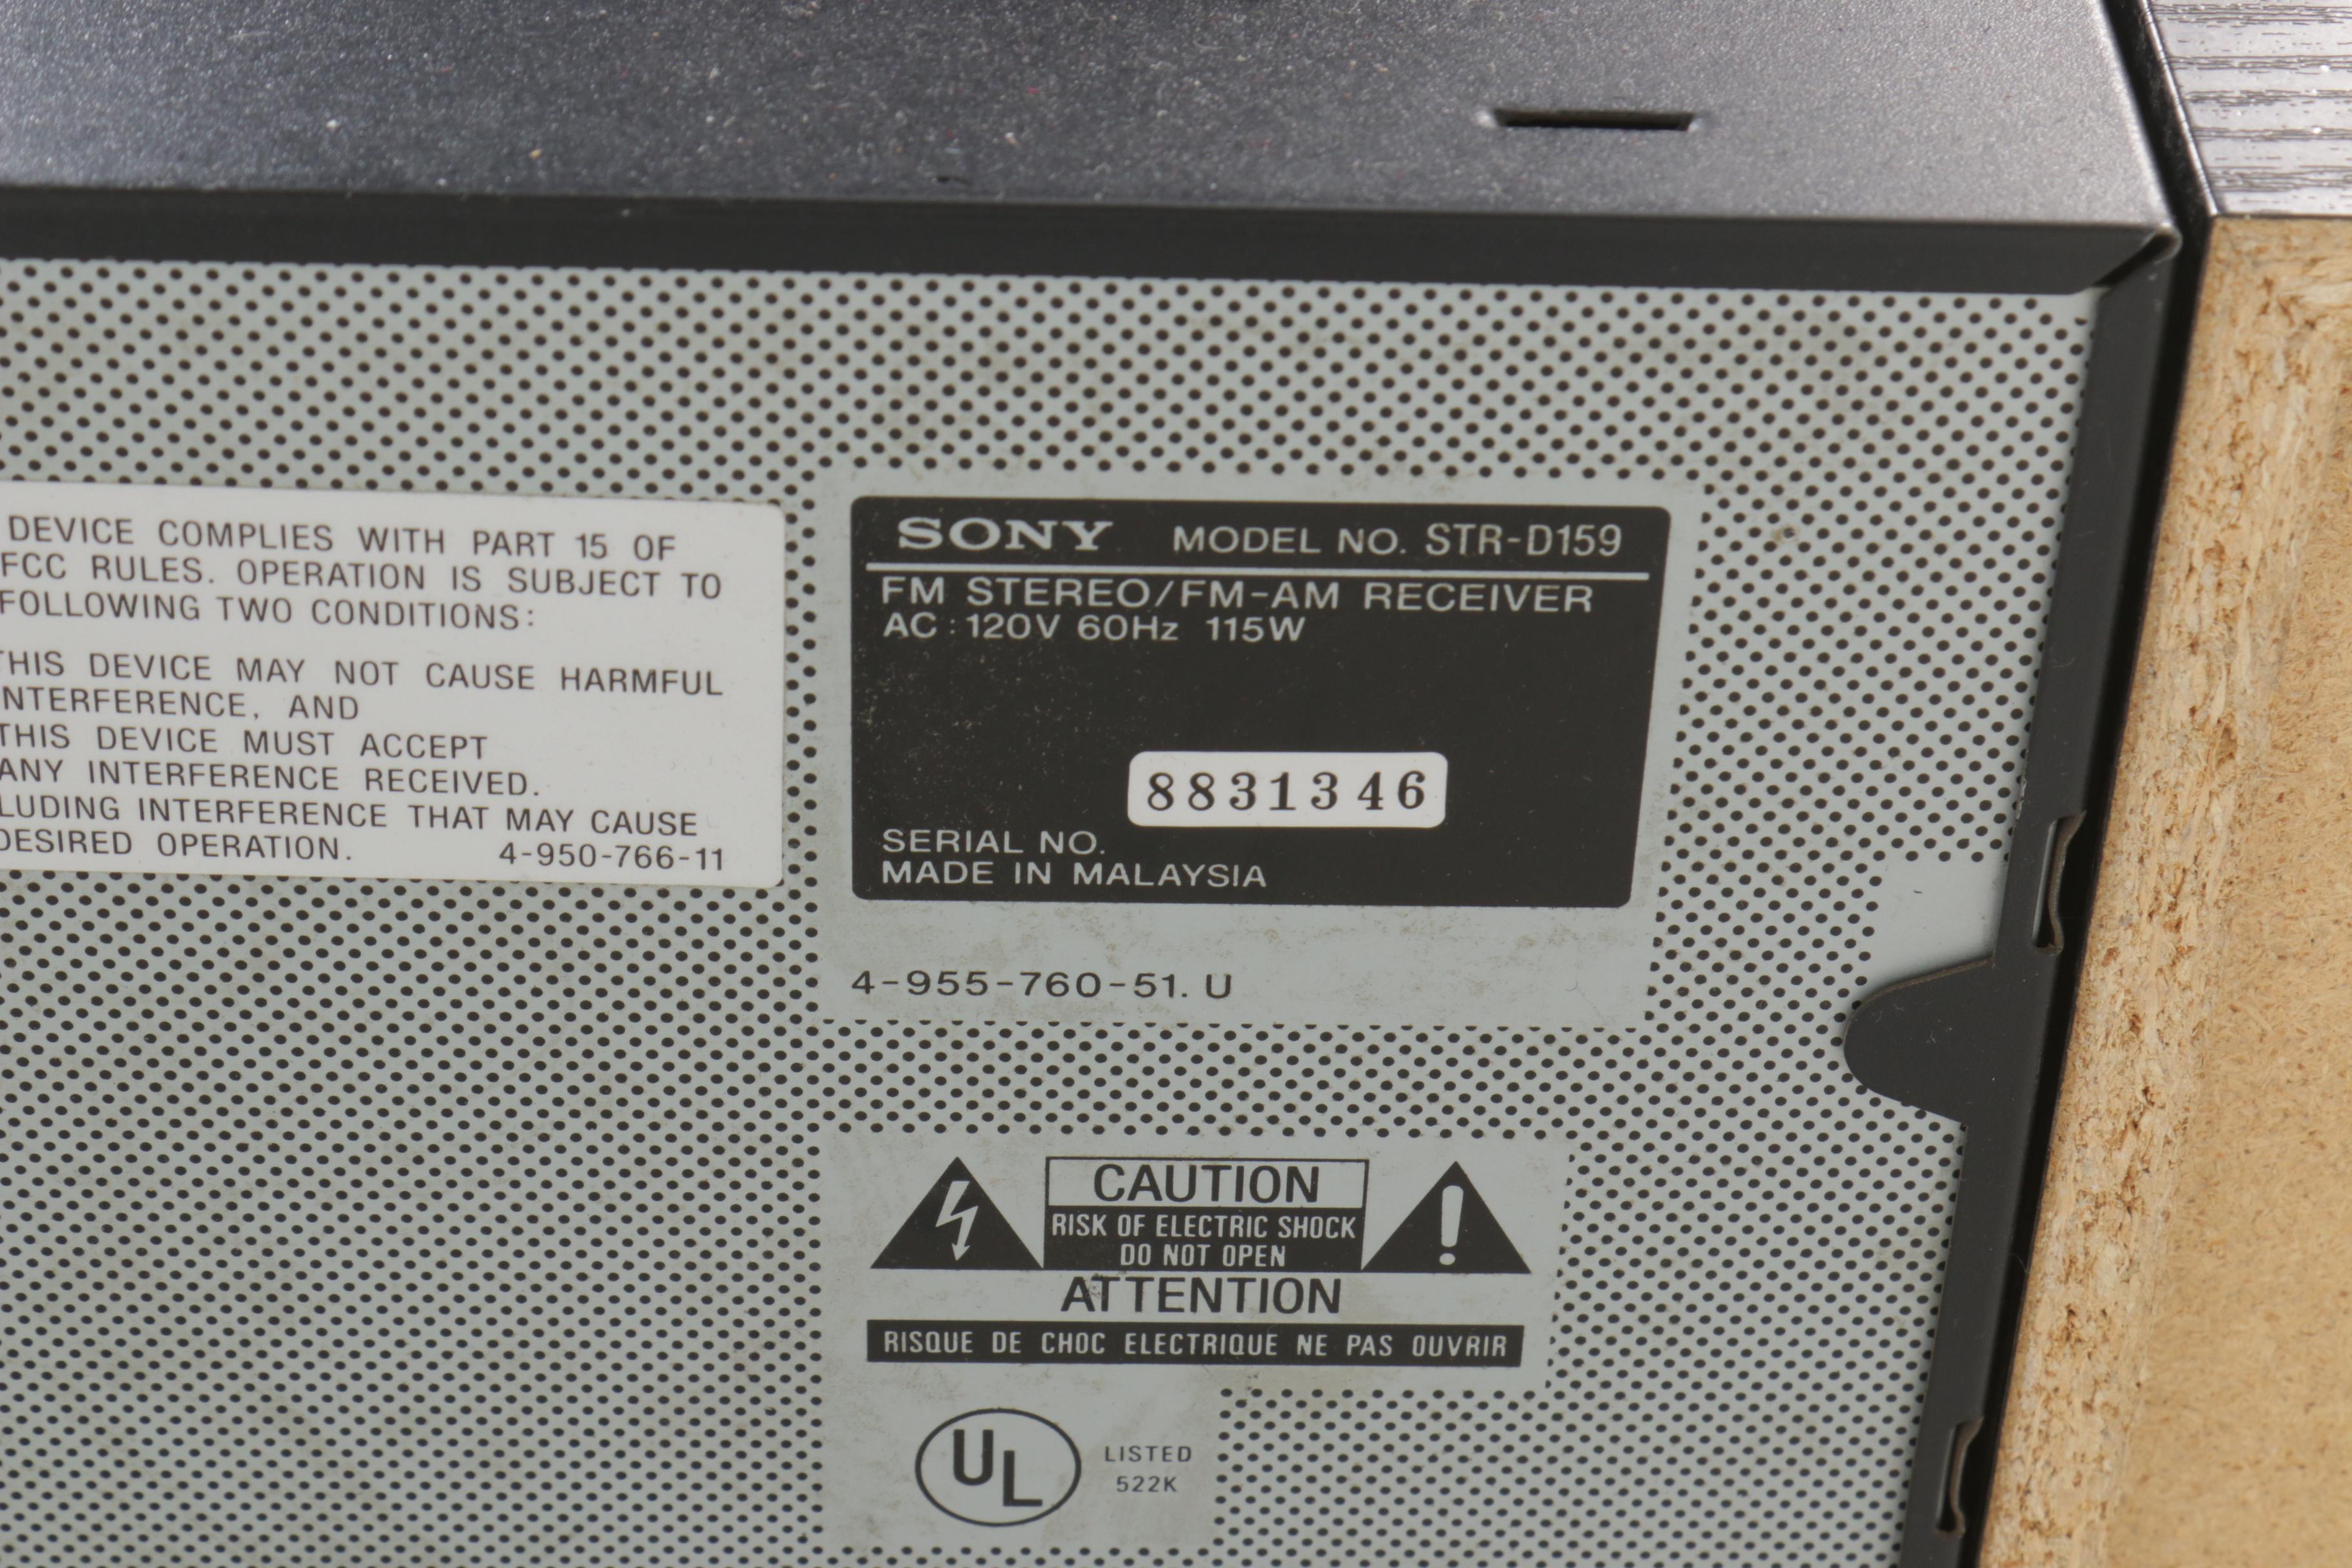 DEVICE COMPLIES WITH PART 15 OF
FCC RULES. OPERATION IS SUBJECT TO
FOLLOWING TWO CONDITIONS:
THIS DEVICE MAY NOT CAUSE HARMFUL
NTERFERENCE, AND
THIS DEVICE MUST ACCEPT
ANY INTERFERENCE RECEIVED.
LUDING INTERFERENCE THAT MAY CAUSE
DESIRED OPERATION. 4-950-766-11
SONY MODEL NO. STR-D159
FM STEREO/FM-AM RECEIVER
AC : 120V 60Hz 115W
8831346
SERIAL NO.
MADE IN MALAYSIA
4-955-760-51. U
CAUTION
RISK OF ELECTRIC SHOCK
DO NOT OPEN
ATTENTION
RISQUE DE CHOC ELECTRIQUE NE PAS OUVRIR
UL LISTED
522K